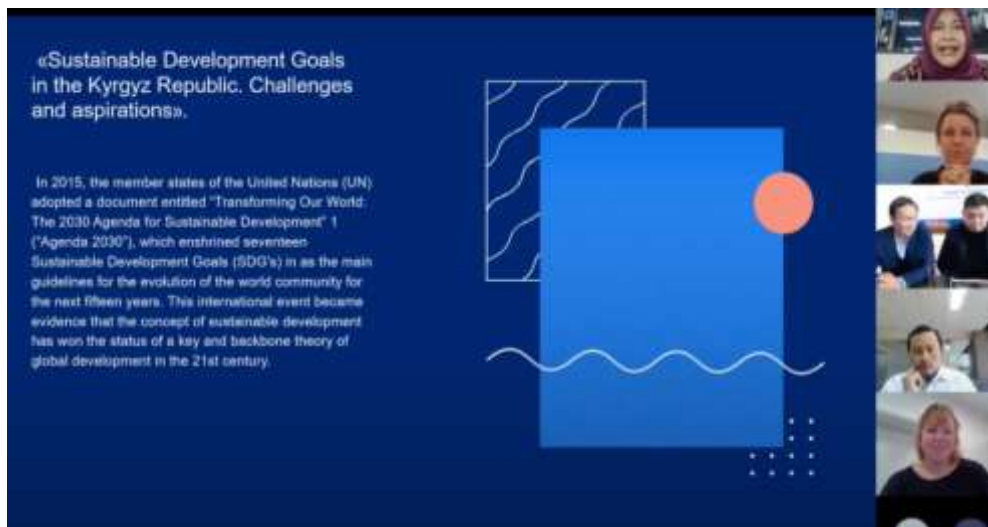 «Sustainable Development Goals
in the Kyrgyz Republic. Challenges
and aspirations».
In 2015, the member states of the United Nations (UN)
adopted a document entitled "Transforming Our World:
The 2030 Agenda for Sustainable Development" 1
("Agenda 2030"), which enshrined seventeen
Sustainable Development Goals (SDG's) in as the main
guidelines for the evolution of the world community for
the next fifteen years. This international event became
evidence that the concept of sustainable development
has won the status of a key and backbone theory of
global development in the 21st century.